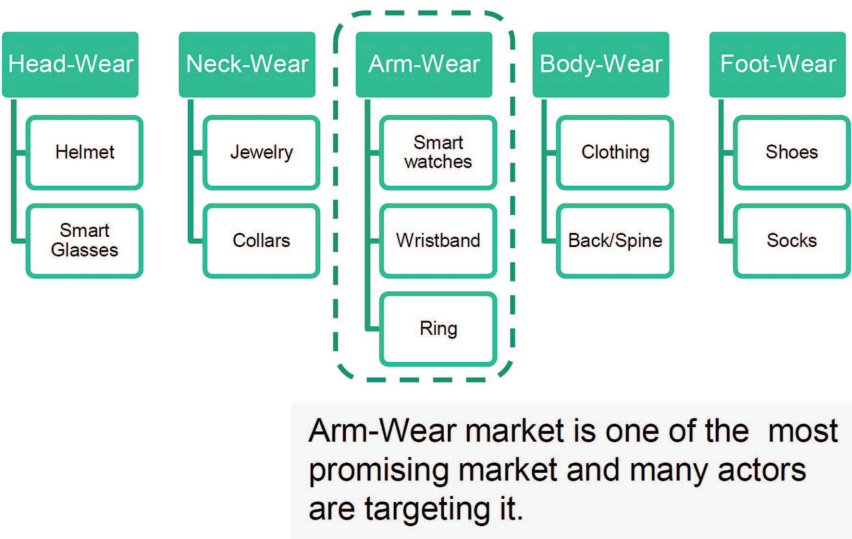 Head-Wear
Helmet
Smart
Glasses
Neck-Wear
Jewelry
Collars
Arm-Wear
Smart
watches
Wristband
Ring
Body-Wear
Clothing
Back/Spine
Foot-Wear
Shoes
Socks
Arm-Wear market is one of the most
promising market and many actors
are targeting it.